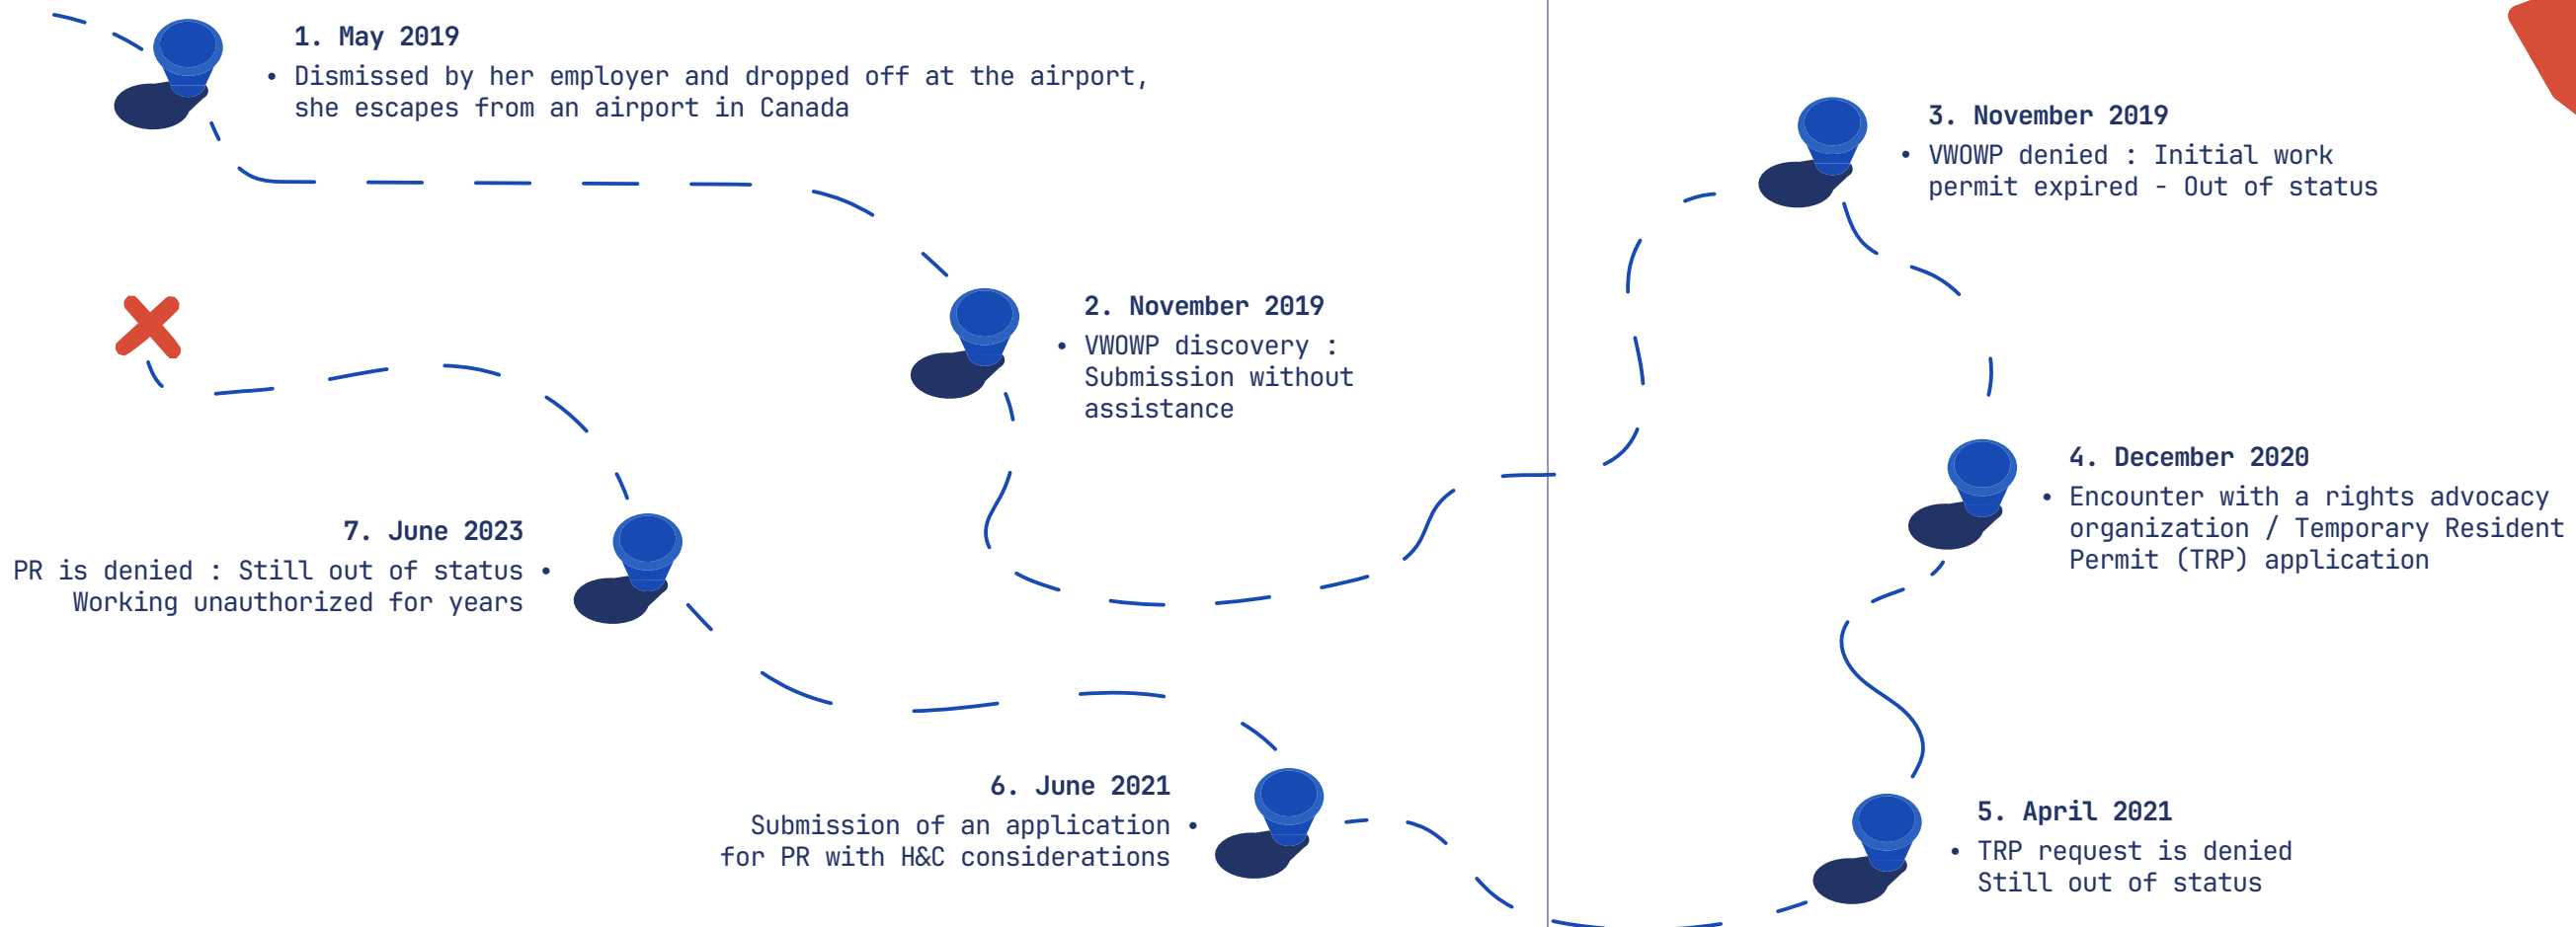 1. May 2019
• Dismissed by her employer and dropped off at the airport,
she escapes from an airport in Canada
2. November 2019
• VWOWP discovery :
Submission without
assistance
3. November 2019
• VWOWP denied : Initial work
permit expired - Out of status
4. December 2020
• Encounter with a rights advocacy
organization / Temporary Resident
Permit (TRP) application
5. April 2021
• TRP request is denied
Still out of status
6. June 2021
Submission of an application •
for PR with H&C considerations
7. June 2023
PR is denied : Still out of status •
Working unauthorized for years